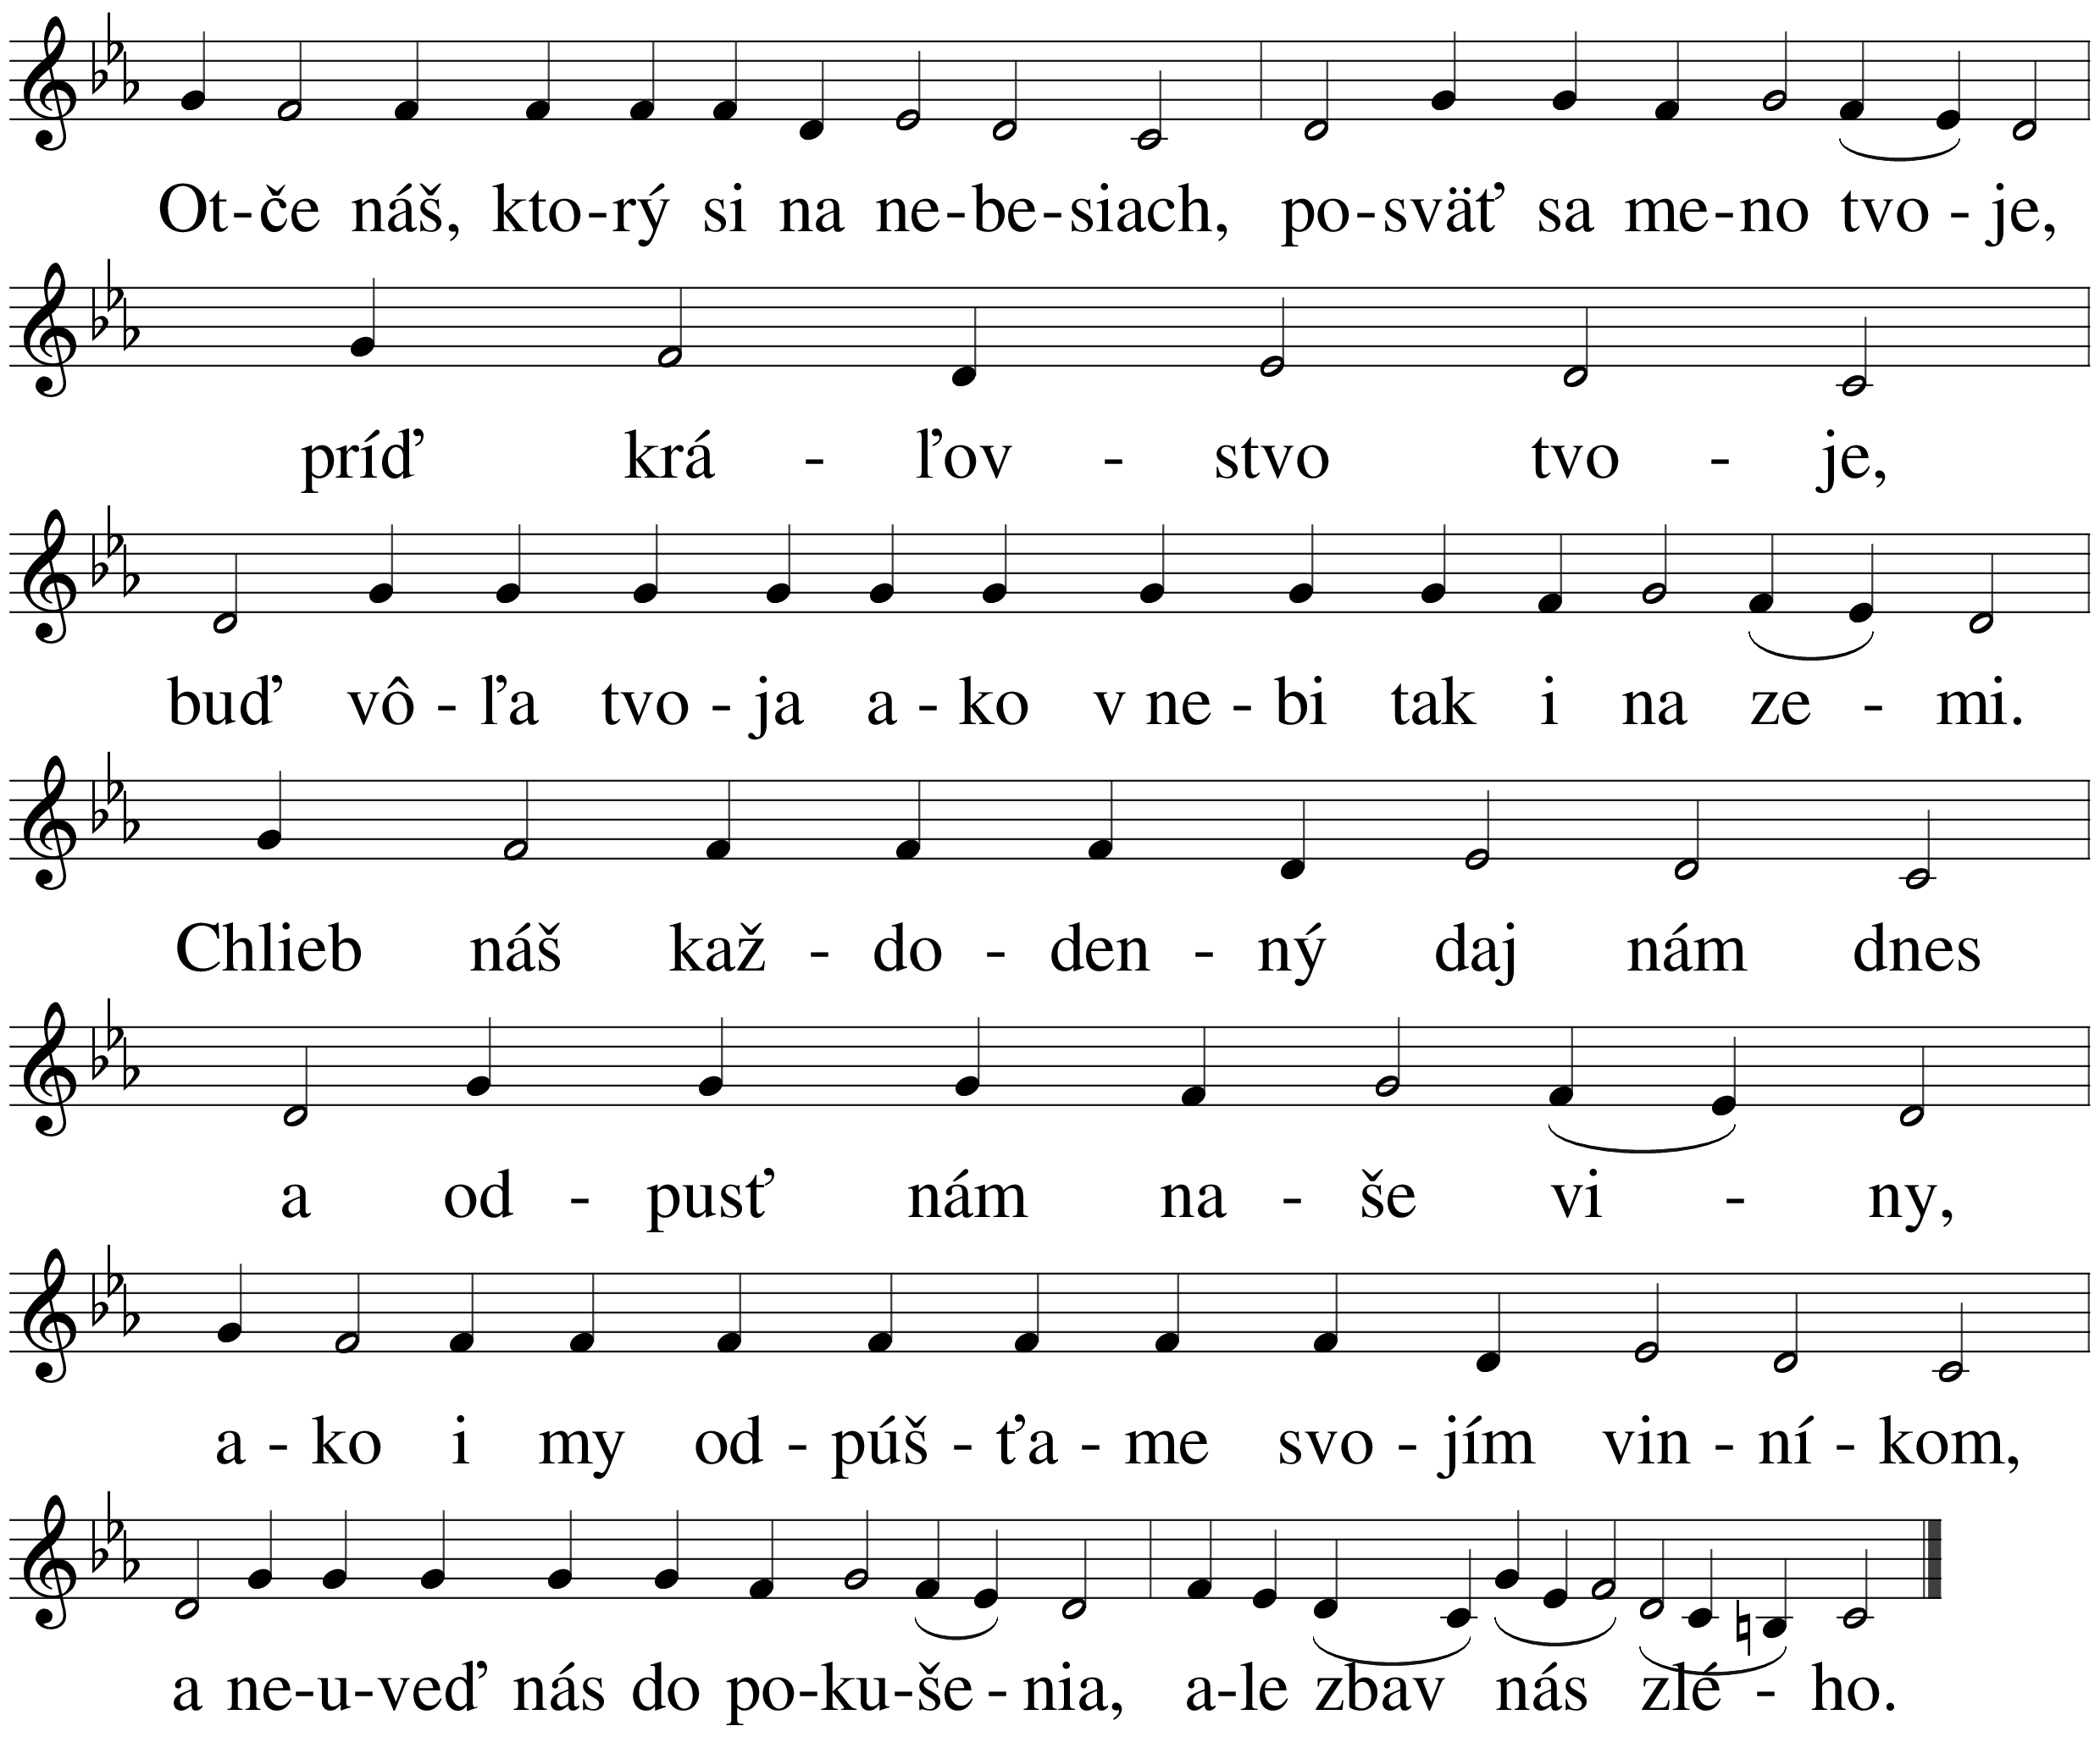 Ot-če náš, kto-rý si na ne-be-siach, po-sväť sa me-no tvo - je,
príď krá - ľov - stvo tvo - je,
buď vô - ľa tvo - ja a - ko v ne - bi tak i na ze - mi.
Chlieb náš kaž - do - den - ný daj nám dnes
a od - pusť nám na - še vi - ny,
a - ko i my od - púš - ťa - me svo - jím vin - ní - kom,
a ne-u-veď nás do po-ku-še - nia, a-le zbav nás zlé - ho.